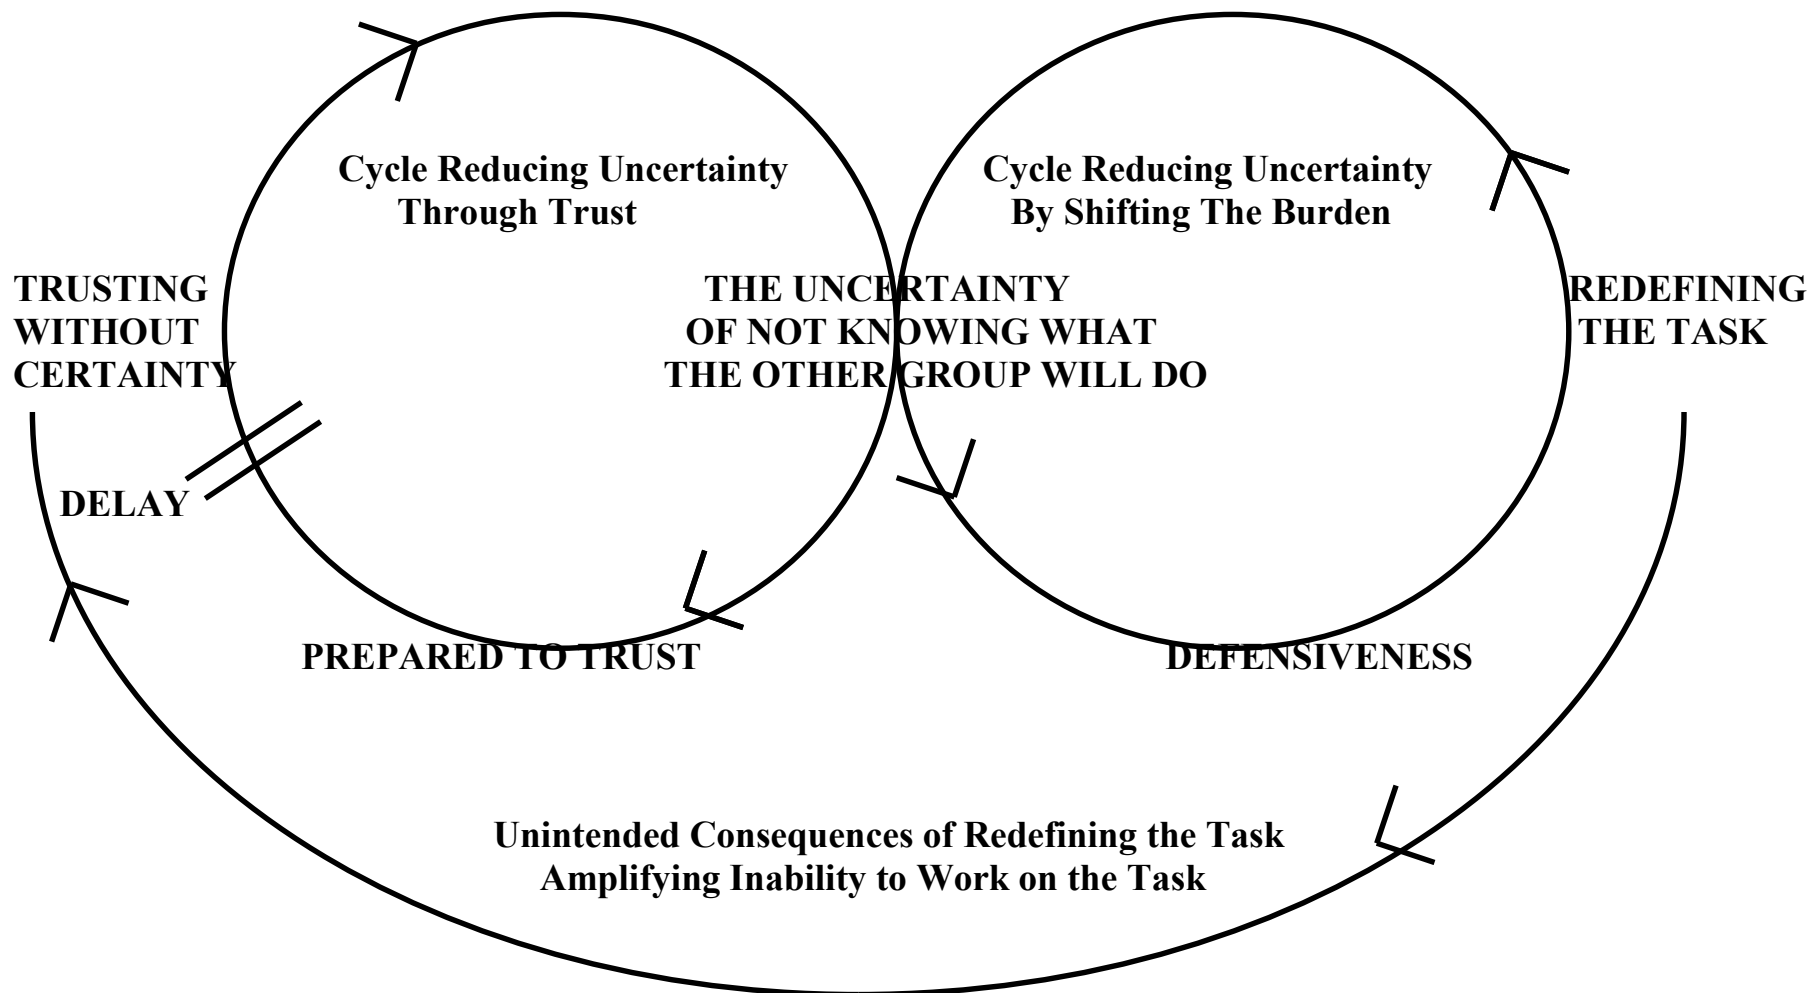 Cycle Reducing Uncertainty
Through Trust
Cycle Reducing Uncertainty
By Shifting The Burden
TRUSTING
WITHOUT
CERTAINTY
THE UNCERTAINTY
OF NOT KNOWING WHAT
THE OTHER GROUP WILL DO
REDEFINING
THE TASK
DELAY
PREPARED TO TRUST
DEFENSIVENESS
Unintended Consequences of Redefining the Task
Amplifying Inability to Work on the Task